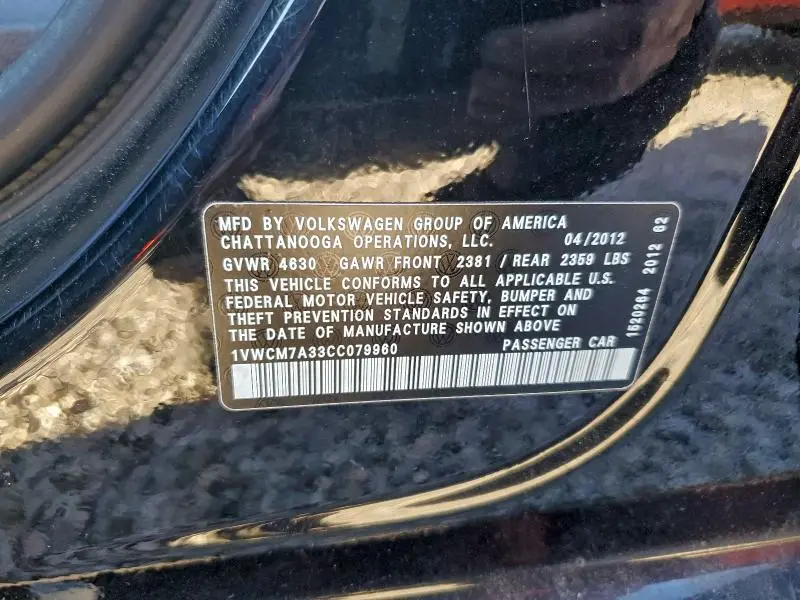 MFD BY VOLKSWAGEN GROUP OF AMERICA
CHATTANOOGA OPERATIONS, LLC. 04/2012
GVWR 4630 GAWR FRONT 2381 / REAR 2359 LBS
THIS VEHICLE CONFORMS TO ALL APPLICABLE U.S.
FEDERAL MOTOR VEHICLE SAFETY, BUMPER AND
THEFT PREVENTION STANDARDS IN EFFECT ON
THE DATE OF MANUFACTURE SHOWN ABOVE
1VWCM7A33CC079960 PASSENGER CAR
1620264 2012 62